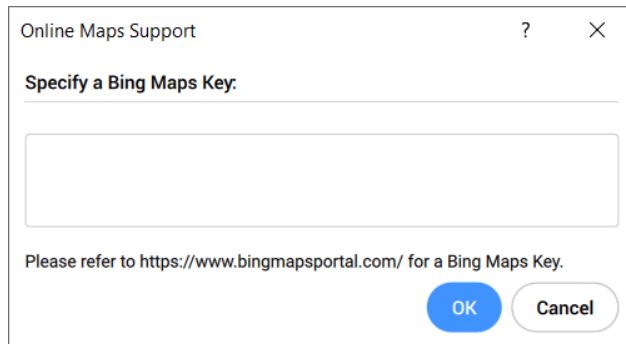 Online Maps Support ?
Specify a Bing Maps Key:
Please refer to https://www.bingmapsportal.com/ for a Bing Maps Key.
OK Cancel